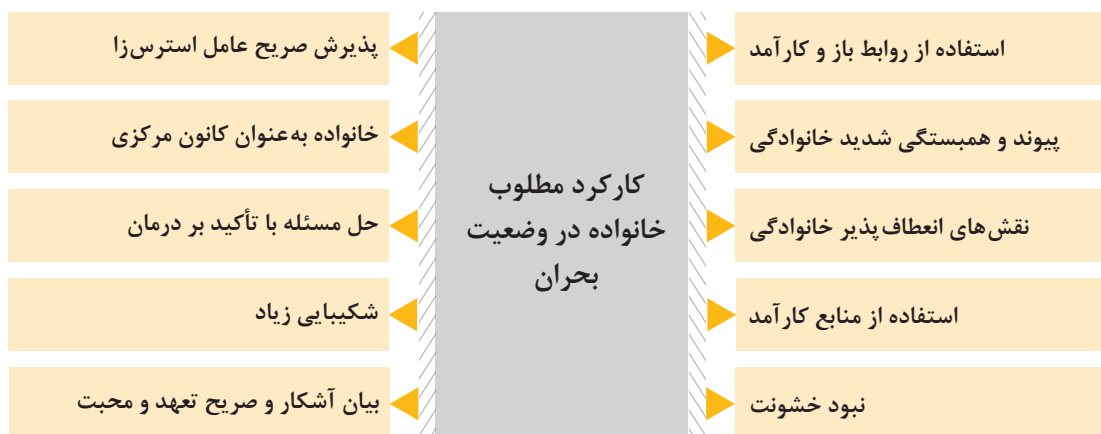 استفاده از روابط باز و کارآمد
پیوند و همبستگی شدید خانوادگی
نقش‌های انعطاف‌پذیر خانوادگی
استفاده از منابع کارآمد
نبود خشونت
کارکرد مطلوب
خانواده در وضعیت
بحران
پذیرش صریح عامل استرس‌زا
خانواده به‌عنوان کانون مرکزی
حل مسئله با تأکید بر درمان
شکیبایی زیاد
بیان آشکار و صریح تعهد و محبت